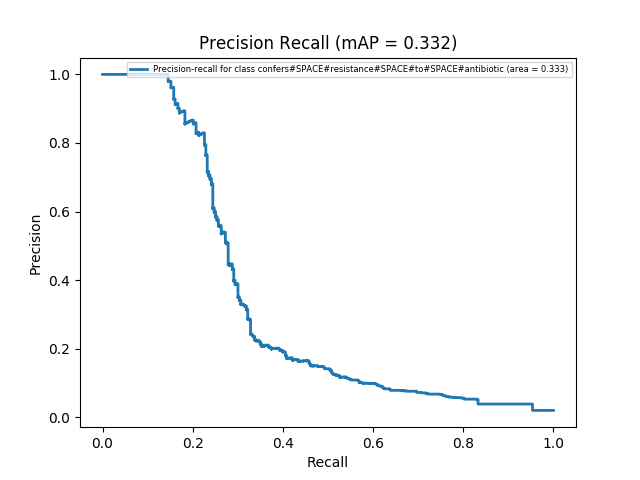 Precision Recall (mAP = 0.332)
Precision-recall for class confers#SPACE#resistance#SPACE#to#SPACE#antibiotic (area = 0.333)
1.0
0.8
0.6
0.4
0.2
0.0
Precision
0.0 0.2 0.4 0.6 0.8 1.0
Recall